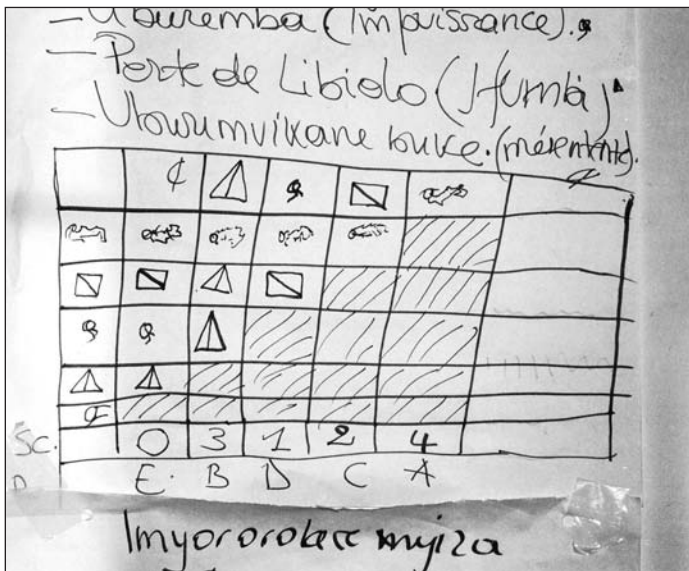 - Uburemba (Impuissance).
- Perte de Libido (Humba)
- Ubwumvikane buke. (mésentente).
¢
¢
SC. 0 3 1 2 4
E. B D C A
Imyororokere myiza